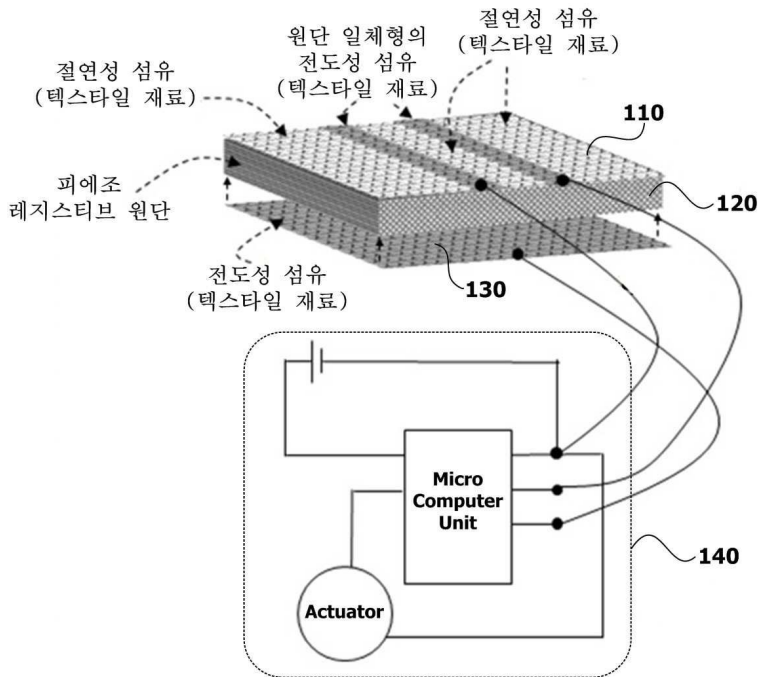 원단 일체형의
전도성 섬유
(텍스타일 재료)
절연성 섬유
(텍스타일 재료)
절연성 섬유
(텍스타일 재료)
110
피에조
레지스티브 원단
120
130
전도성 섬유
(텍스타일 재료)
Micro
Computer
Unit
140
Actuator